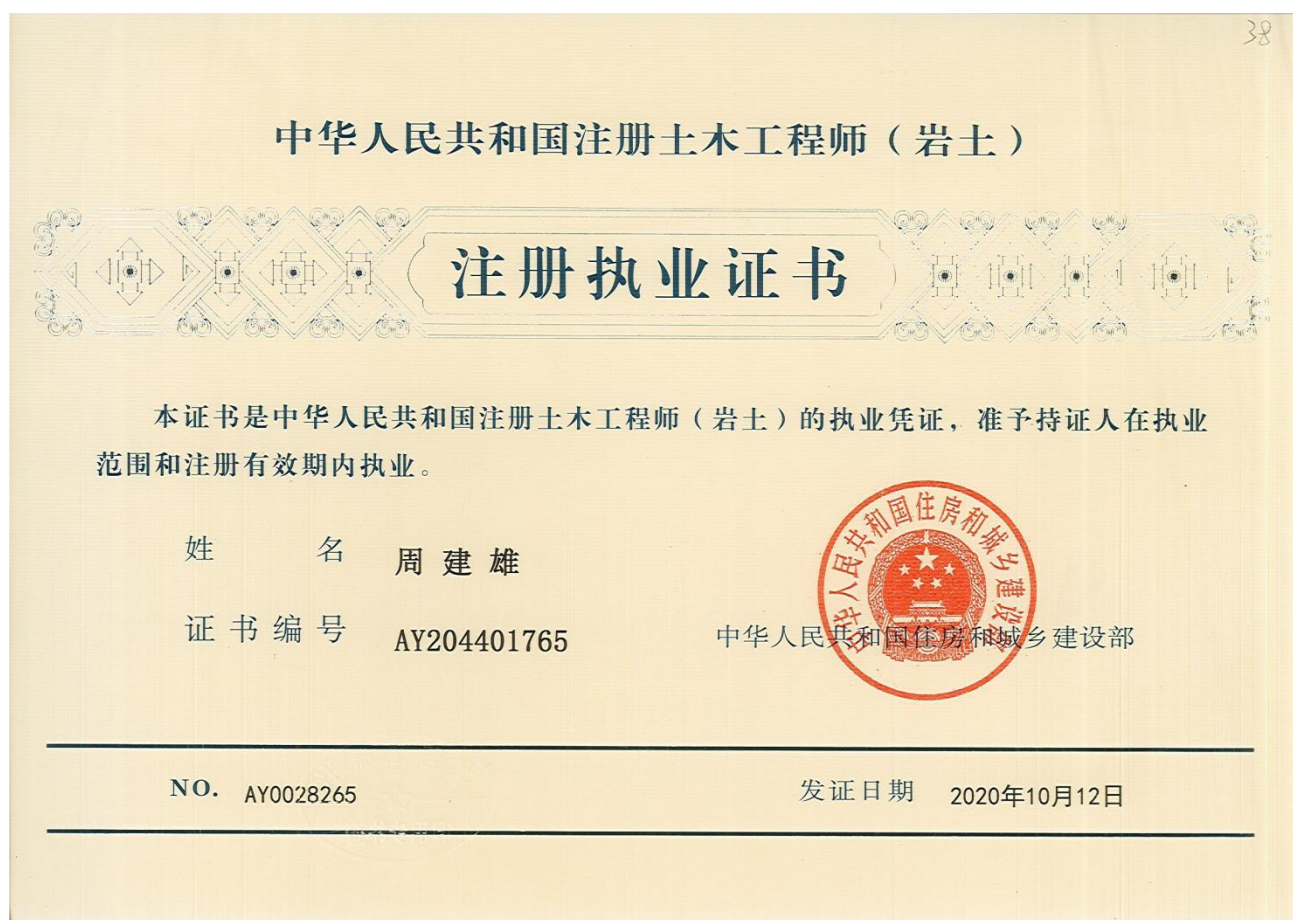 38
中华人民共和国注册土木工程师（岩土）
注册执业证书
本证书是中华人民共和国注册土木工程师（岩土）的执业凭证，准予持证人在执业
范围和注册有效期内执业。
姓 名 周建雄
证书编号 AY204401765
中华人民共和国住房和城乡建设部
中华人民共和国住房和城乡建设部
NO. AY0028265 发证日期 2020年10月12日